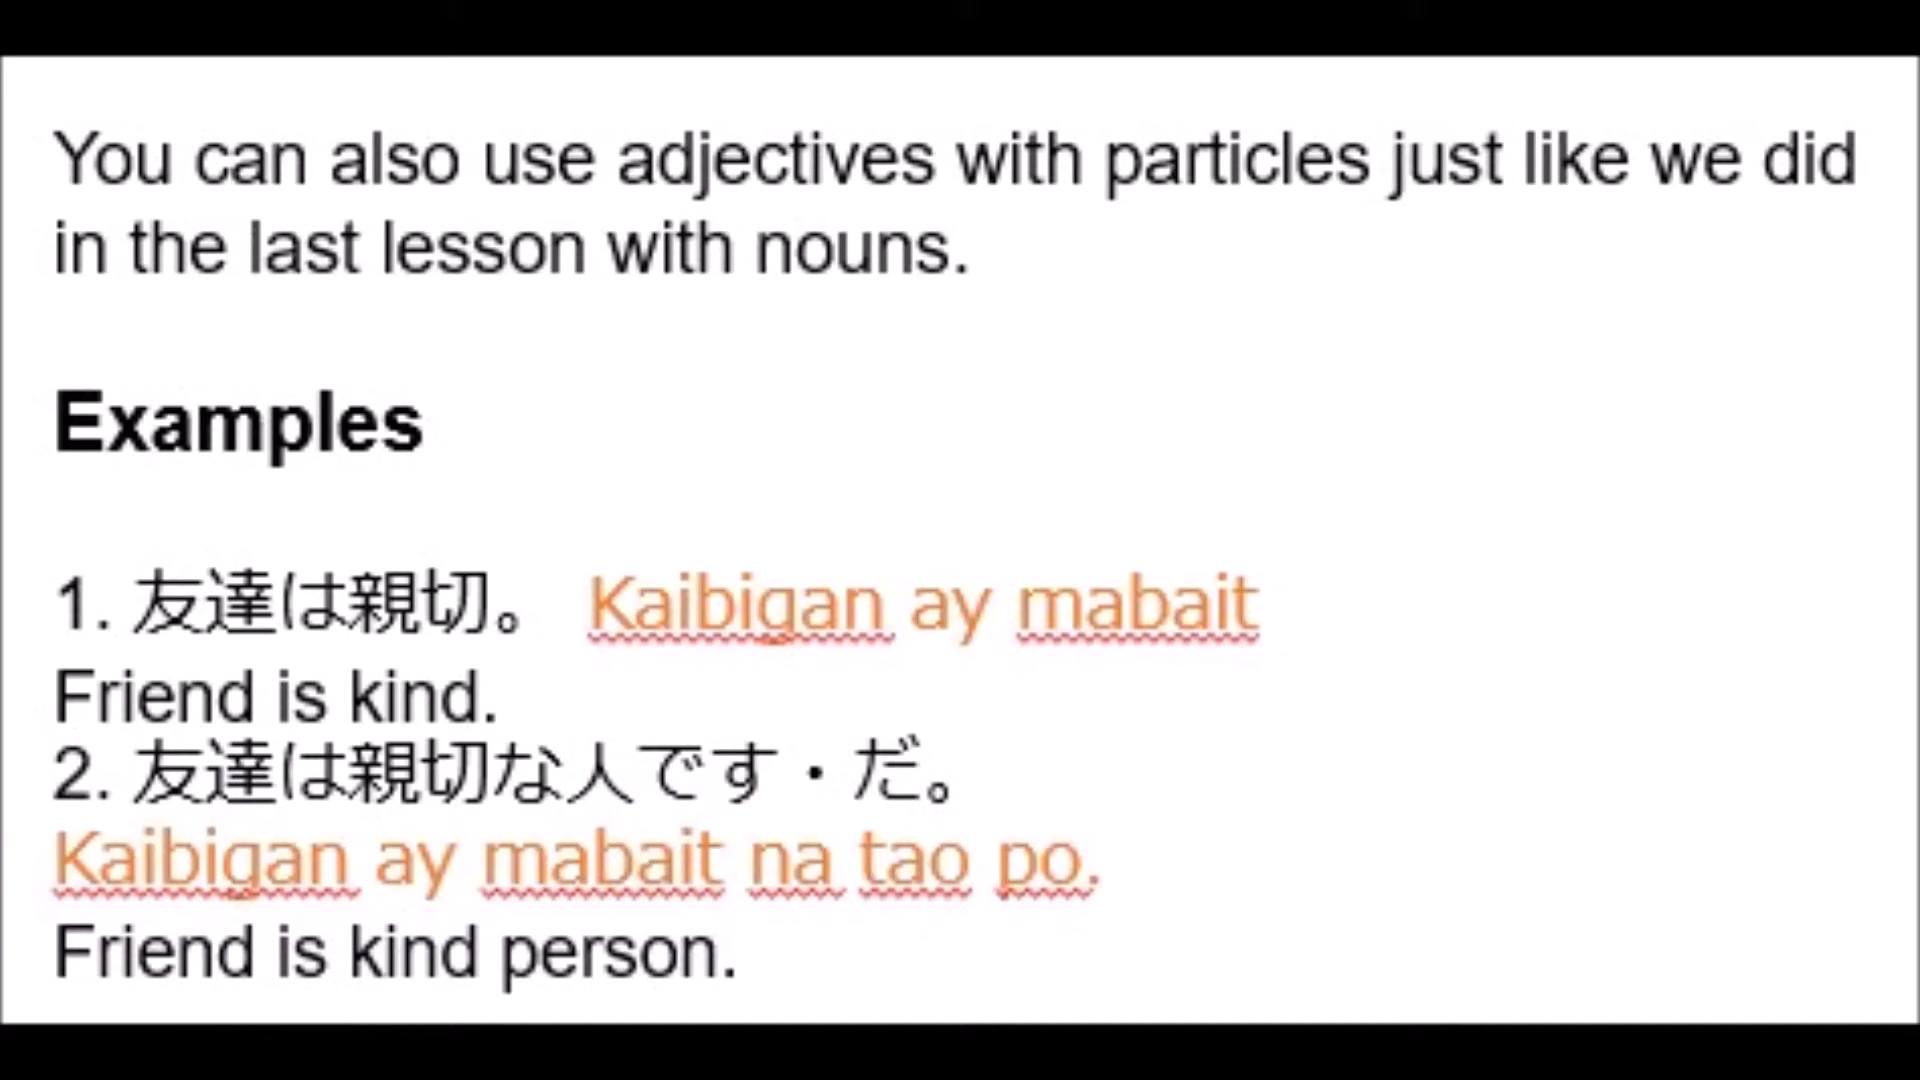 You can also use adjectives with particles just like we did
in the last lesson with nouns.
Examples
1. 友達は親切。 Kaibigan ay mabait
Friend is kind.
2. 友達は親切な人です・だ。
Kaibigan ay mabait na tao po.
Friend is kind person.